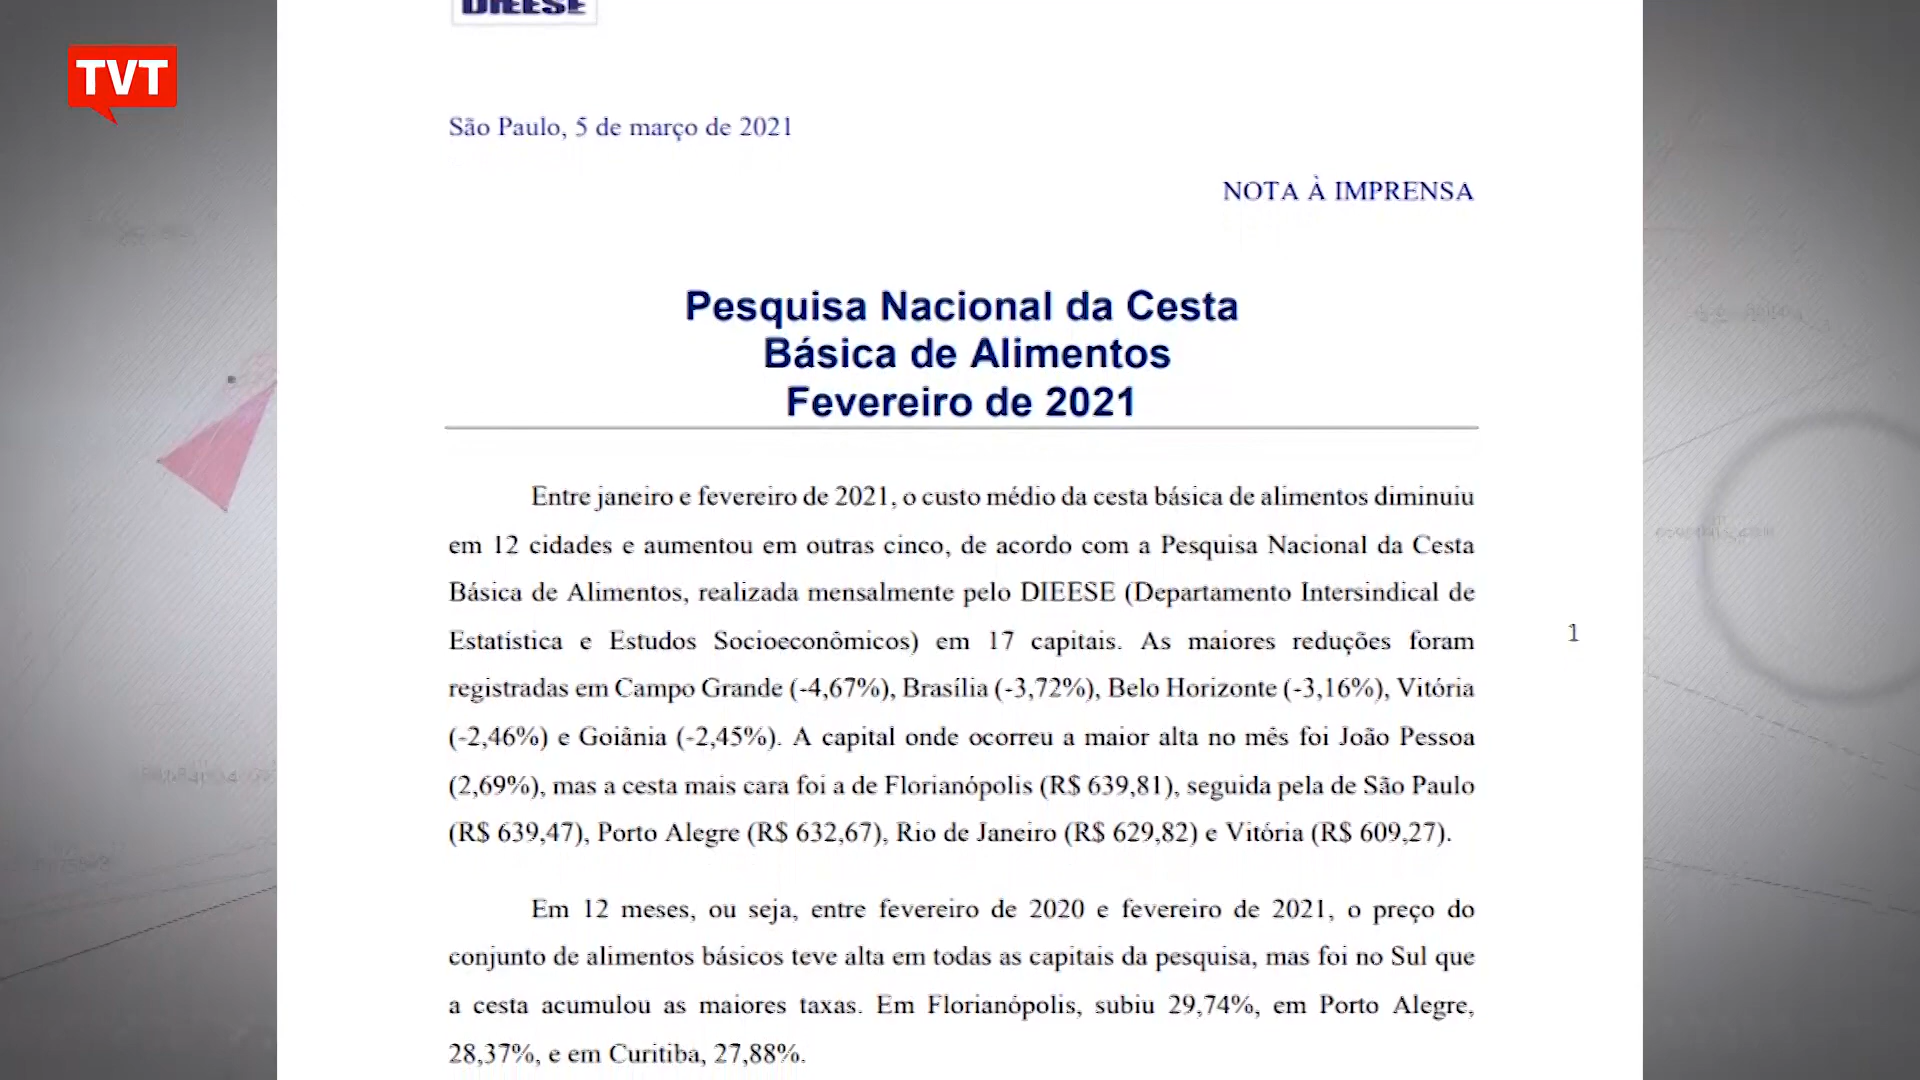 DIEESE
TVT
São Paulo, 5 de março de 2021
NOTA À IMPRENSA
Pesquisa Nacional da Cesta
Básica de Alimentos
Fevereiro de 2021
Entre janeiro e fevereiro de 2021, o custo médio da cesta básica de alimentos diminuiu
em 12 cidades e aumentou em outras cinco, de acordo com a Pesquisa Nacional da Cesta
Básica de Alimentos, realizada mensalmente pelo DIEESE (Departamento Intersindical de
Estatística e Estudos Socioeconômicos) em 17 capitais. As maiores reduções foram
1
registradas em Campo Grande (-4,67%), Brasília (-3,72%), Belo Horizonte (-3,16%), Vitória
(-2,46%) e Goiânia (-2,45%). A capital onde ocorreu a maior alta no mês foi João Pessoa
(2,69%), mas a cesta mais cara foi a de Florianópolis (R$ 639,81), seguida pela de São Paulo
(R$ 639,47), Porto Alegre (R$ 632,67), Rio de Janeiro (R$ 629,82) e Vitória (R$ 609,27).
Em 12 meses, ou seja, entre fevereiro de 2020 e fevereiro de 2021, o preço do
conjunto de alimentos básicos teve alta em todas as capitais da pesquisa, mas foi no Sul que
a cesta acumulou as maiores taxas. Em Florianópolis, subiu 29,74%, em Porto Alegre,
28,37%, e em Curitiba, 27,88%.